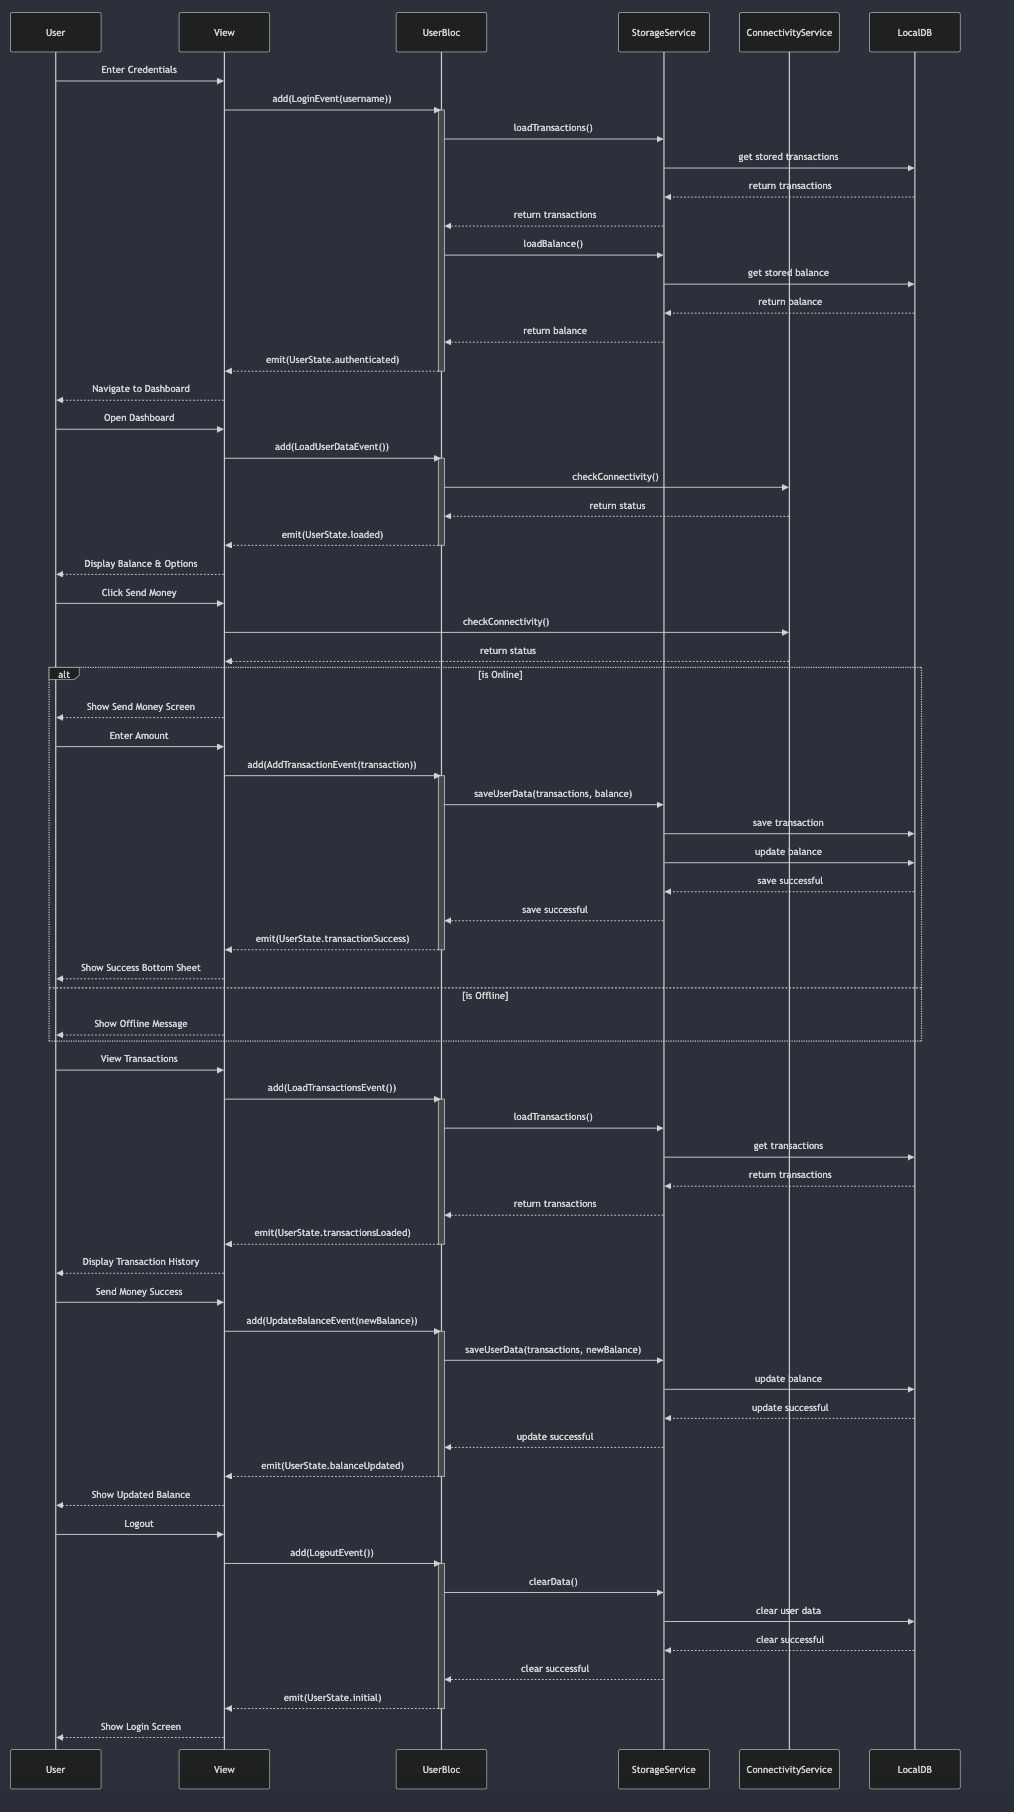 User
View
UserBloc
StorageService
ConnectivityService
LocalDB
Enter Credentials
add(LoginEvent(username))
loadTransactions()
get stored transactions
return transactions
return transactions
loadBalance()
get stored balance
return balance
return balance
emit(UserState.authenticated)
Navigate to Dashboard
Open Dashboard
add(LoadUserDataEvent())
checkConnectivity()
return status
emit(UserState.loaded)
Display Balance & Options
Click Send Money
checkConnectivity()
return status
alt
[is Online]
Show Send Money Screen
Enter Amount
add(AddTransactionEvent(transaction))
saveUserData(transactions, balance)
save transaction
update balance
save successful
save successful
emit(UserState.transactionSuccess)
Show Success Bottom Sheet
[is Offline]
Show Offline Message
View Transactions
add(LoadTransactionsEvent())
loadTransactions()
get transactions
return transactions
return transactions
emit(UserState.transactionsLoaded)
Display Transaction History
Send Money Success
add(UpdateBalanceEvent(newBalance))
saveUserData(transactions, newBalance)
update balance
update successful
update successful
emit(UserState.balanceUpdated)
Show Updated Balance
Logout
add(LogoutEvent())
clearData()
clear user data
clear successful
clear successful
emit(UserState.initial)
Show Login Screen
User
View
UserBloc
StorageService
ConnectivityService
LocalDB